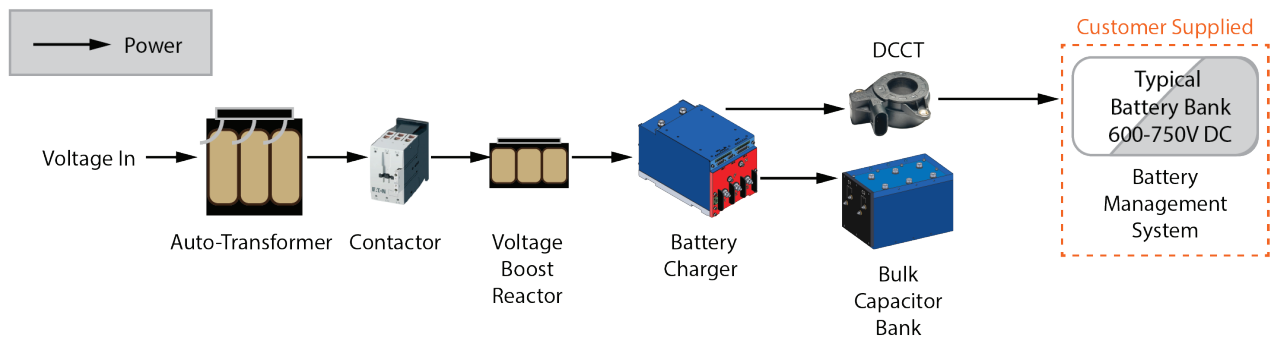 Power
Customer Supplied
DCCT
Typical
Battery Bank
600-750V DC
Voltage In
Auto-Transformer
Contactor
Voltage
Boost
Reactor
Battery
Charger
Bulk
Capacitor
Bank
Battery
Management
System